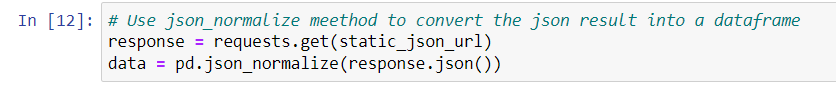 In [12]: # Use json_normalize meethod to convert the json result into a dataframe
response = requests.get(static_json_url)
data = pd.json_normalize(response.json())